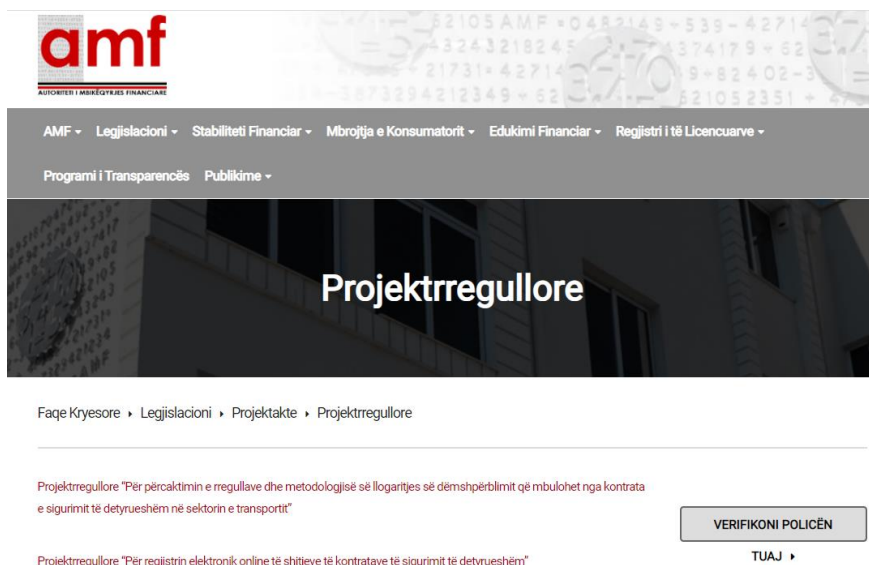 amf
AUTORITETI I MBIKËQYRJES FINANCIARE
AMF Legjislacioni Stabiliteti Financiar Mbrojtja e Konsumatorit Edukimi Financiar Regjistri i të Licencuarve
Programi i Transparencës Publikime
Projektrregullore
Faqe Kryesore Legjislacioni Projektakte Projektrregullore
Projektrregullore “Për përcaktimin e rregullave dhe metodologjisë së llogaritjes së dëmshpërblimit që mbulohet nga kontrata
e sigurimit të detyrueshëm në sektorin e transportit”
VERIFIKONI POLICËN
TUAJ
Projektrregullore “Për regjistrin elektronik online të shitjeve të kontratave të sigurimit të detyrueshëm”